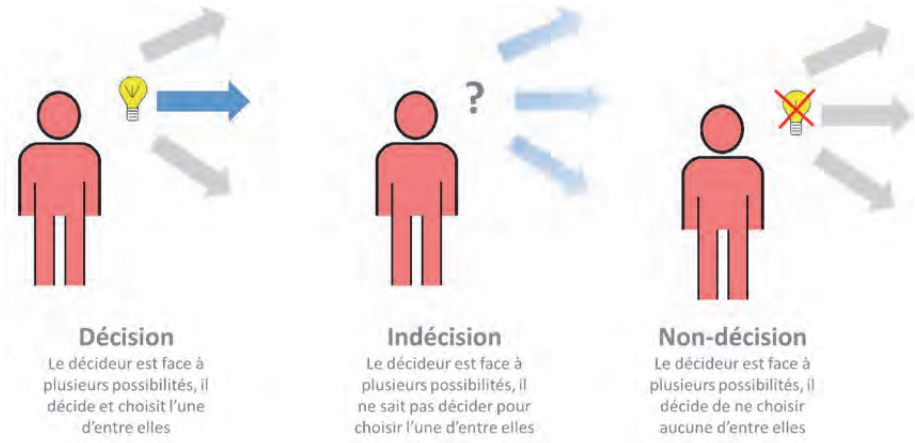 ?
Décision
Le décideur est face à
plusieurs possibilités, il
décide et choisit l'une
d'entre elles
Indécision
Le décideur est face à
plusieurs possibilités, il
ne sait pas décider pour
choisir l'une d'entre elles
Non-décision
Le décideur est face à
plusieurs possibilités, il
décide de ne choisir
aucune d'entre elles